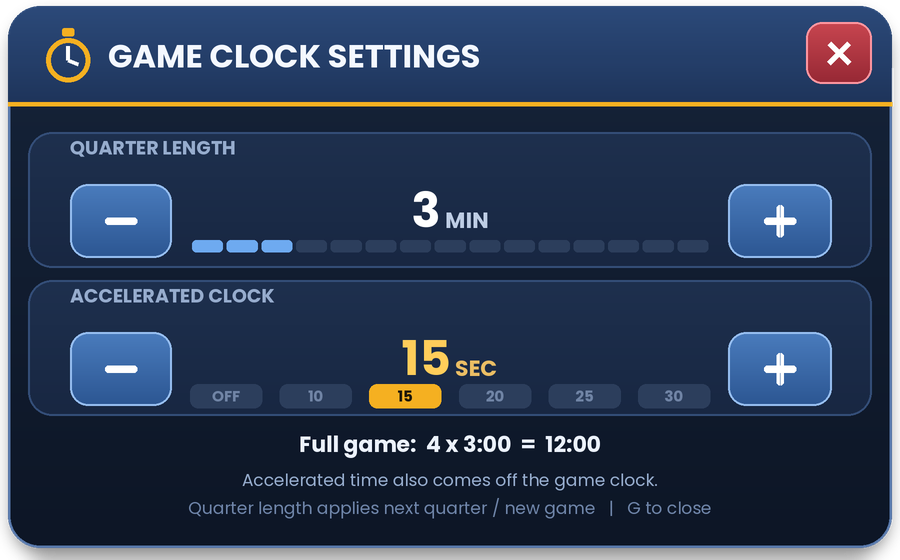 GAME CLOCK SETTINGS
QUARTER LENGTH
3 MIN
ACCELERATED CLOCK
15 SEC
OFF 10 15 20 25 30
Full game: 4 x 3:00 = 12:00
Accelerated time also comes off the game clock.
Quarter length applies next quarter / new game | G to close